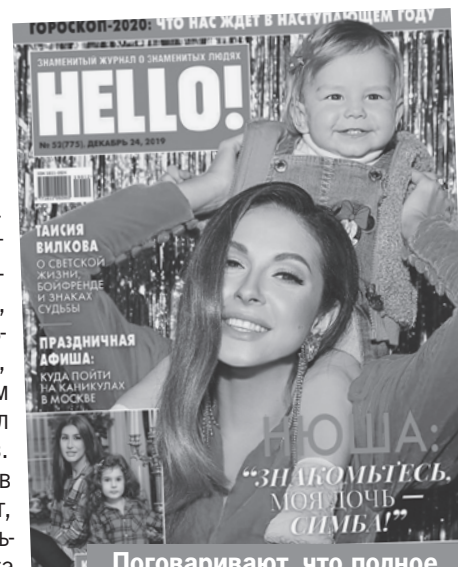 ГОРОСКОП-2020: ЧТО НАС ЖДЕТ В НАСТУПАЮЩЕМ ГОДУ
ЗНАМЕНИТЫЙ ЖУРНАЛ О ЗНАМЕНИТЫХ ЛЮДЯХ
HELLO!
№ 52(775), ДЕКАБРЬ 24, 2019
ТАИСИЯ
ВИЛКОВА
О СВЕТСКОЙ
ЖИЗНИ,
БОЙФРЕНДЕ
И ЗНАКАХ
СУДЬБЫ
ПРАЗДНИЧНАЯ
АФИША:
КУДА ПОЙТИ
НА КАНИКУЛАХ
В МОСКВЕ
НЮША:
“ЗНАКОМЬТЕСЬ,
МОЯ ДОЧЬ —
СИМБА!”
Поговаривают, что полное